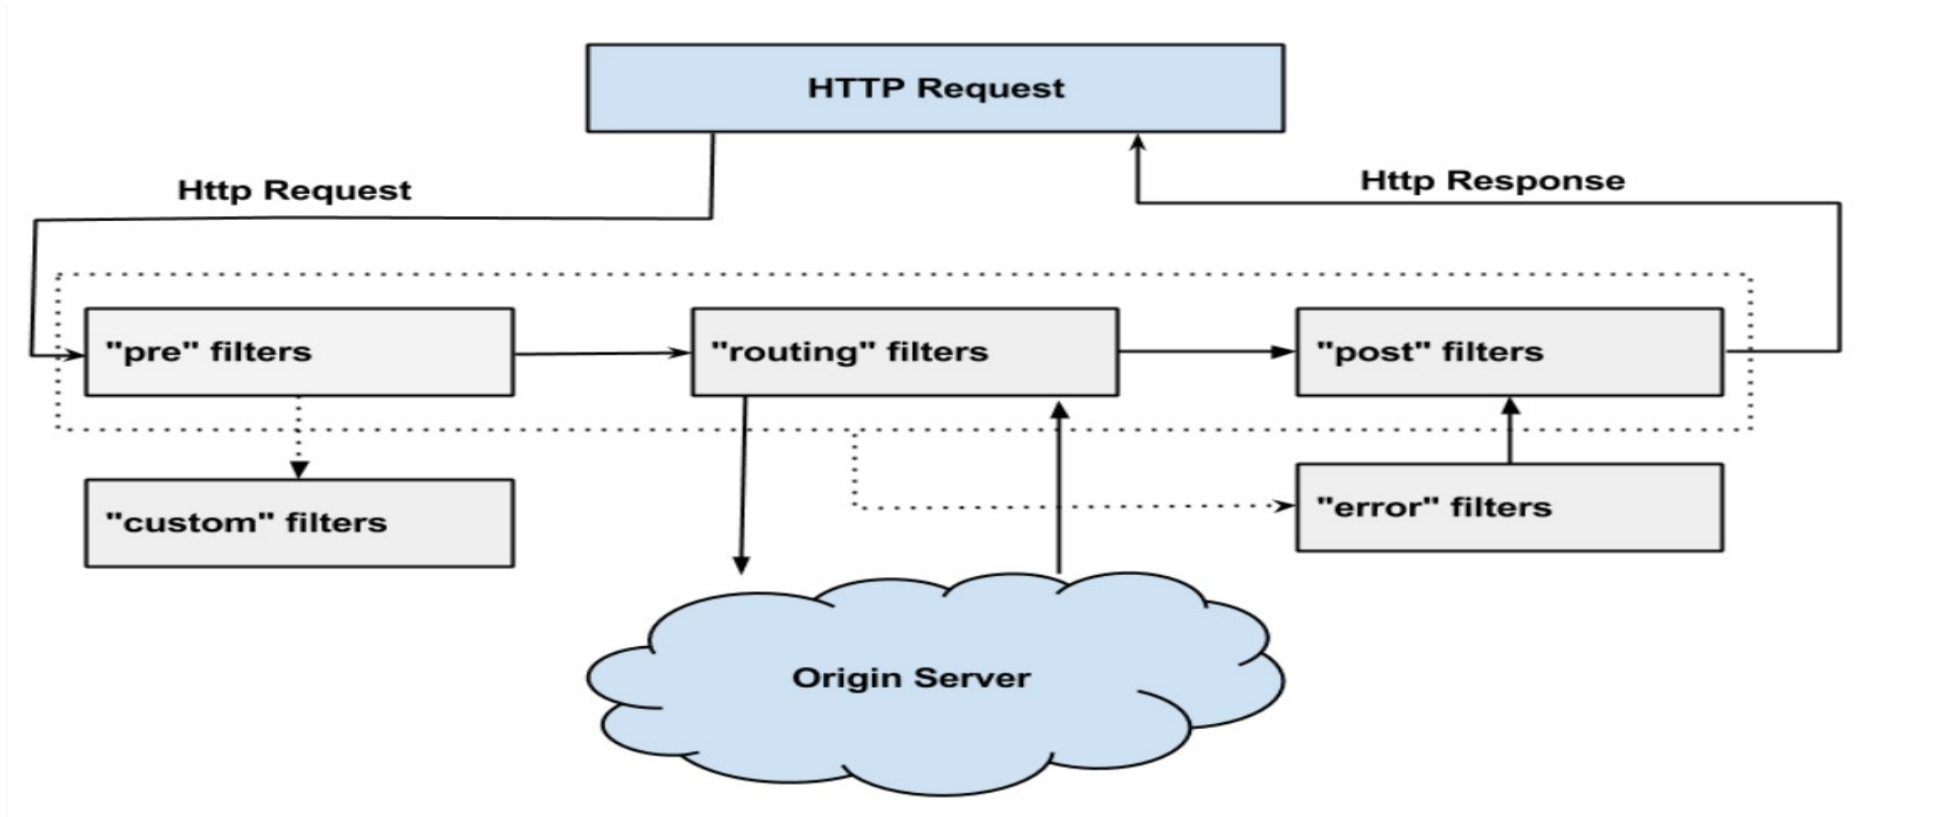 HTTP Request
Http Request
Http Response
"pre" filters
"routing" filters
"post" filters
"custom" filters
"error" filters
Origin Server